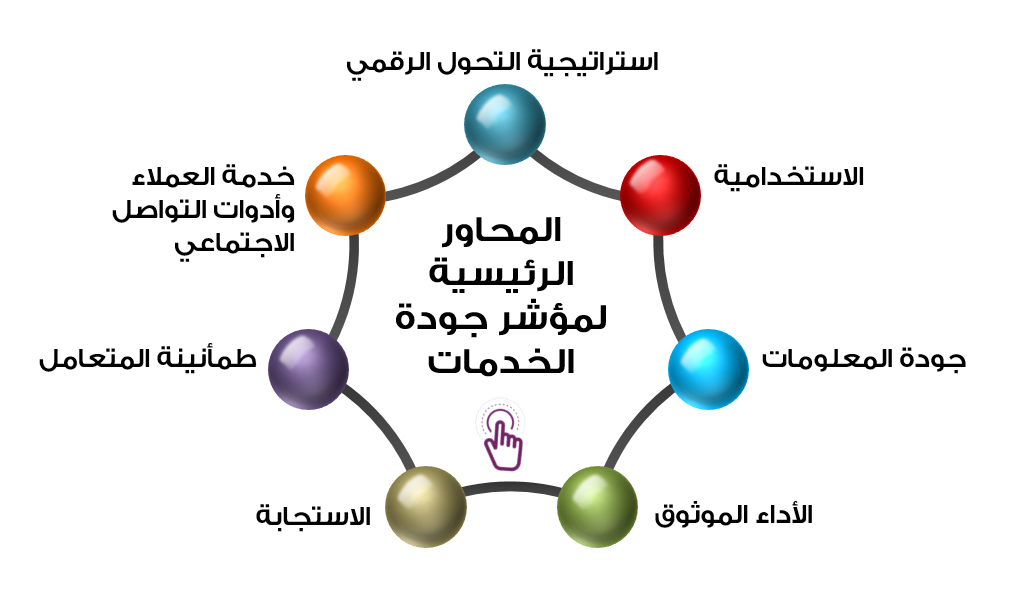 استراتيجية التحول الرقمي
الاستخدامية
خدمة العملاء
وأدوات التواصل
الاجتماعي
المحاور
الرئيسية
لمؤشر جودة
الخدمات
جودة المعلومات
طمأنينة المتعامل
الأداء الموثوق
الاستجابة